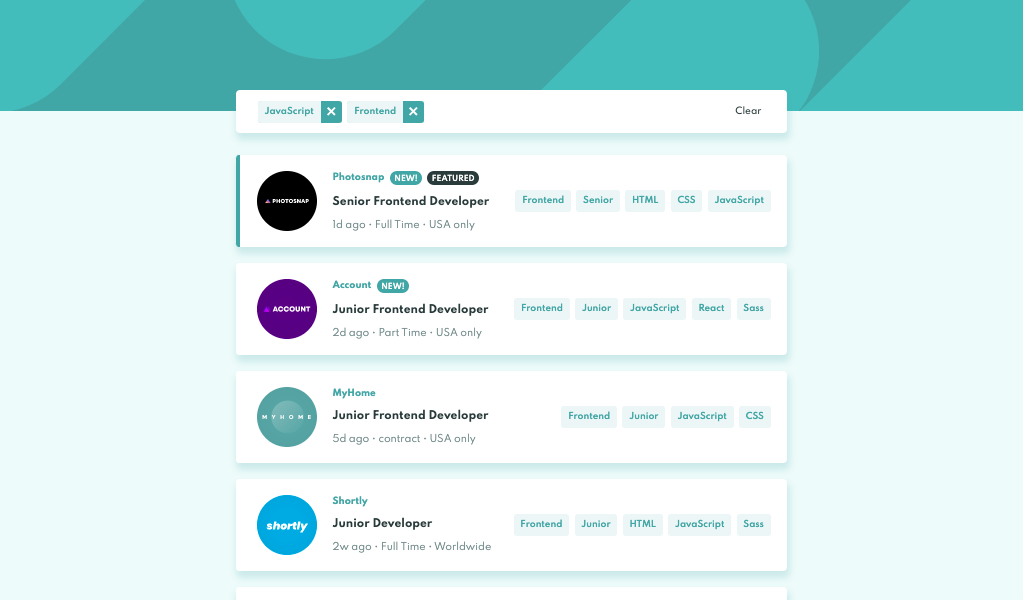 JavaScript Frontend Clear
PHOTOSNAP
Photosnap NEW! FEATURED
Senior Frontend Developer
1d ago · Full Time · USA only
Frontend Senior HTML CSS JavaScript
ACCOUNT
Account NEW!
Junior Frontend Developer
2d ago · Part Time · USA only
Frontend Junior JavaScript React Sass
MYHOME
MyHome
Junior Frontend Developer
5d ago · contract · USA only
Frontend Junior JavaScript CSS
shortly
Shortly
Junior Developer
2w ago · Full Time · Worldwide
Frontend Junior HTML JavaScript Sass